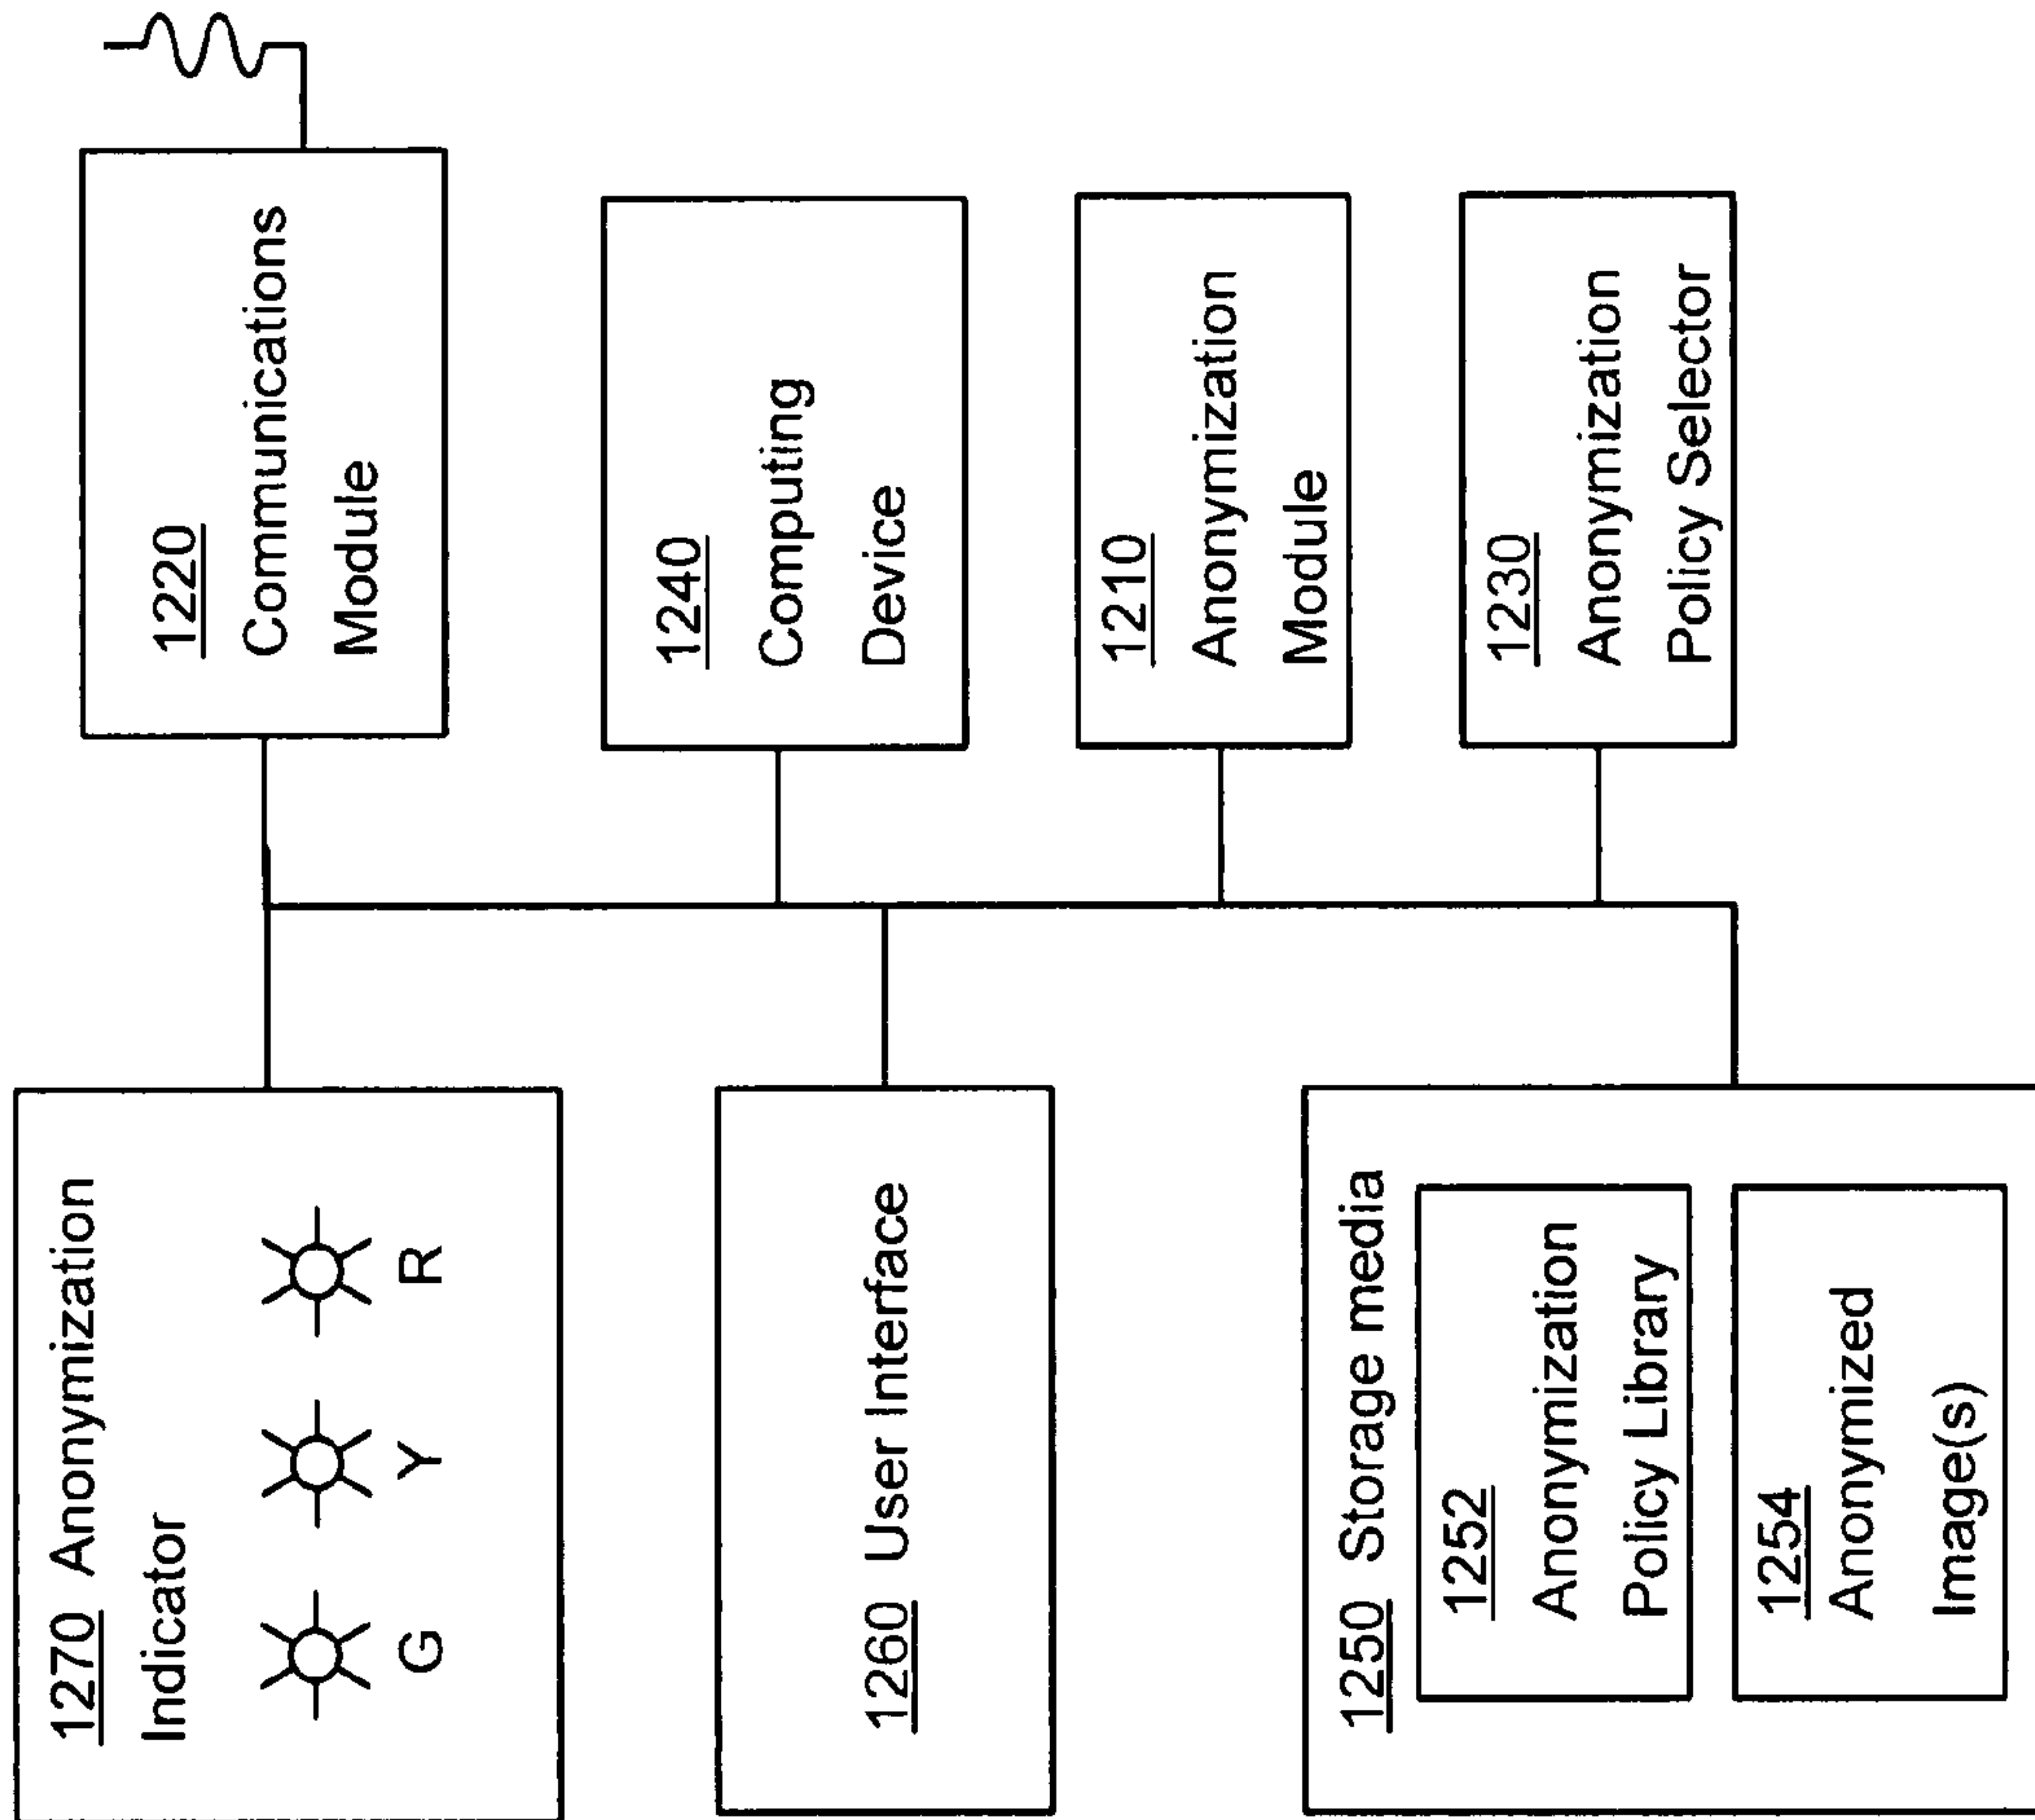 1270 Anonymization
Indicator
G Y R
1260 User Interface
1250 Storage media
1252
Anonymization
Policy Library
1254
Anonymized
Image(s)
1220
Communications
Module
1240
Computing
Device
1210
Anonymization
Module
1230
Anonymization
Policy Selector